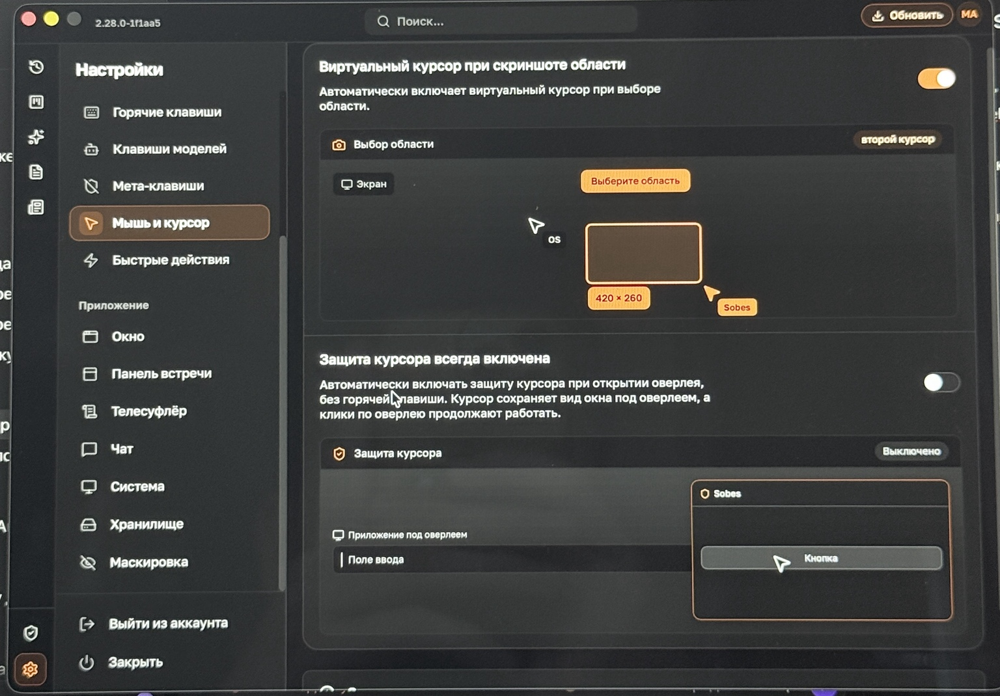 2.28.0-1f1aa5
Поиск...
Обновить
MA
Настройки
Горячие клавиши
Клавиши моделей
Мета-клавиши
Мышь и курсор
Быстрые действия
Приложение
Окно
Панель встречи
Телесуфлёр
Чат
Система
Хранилище
Маскировка
Выйти из аккаунта
Закрыть
Виртуальный курсор при скриншоте области
Автоматически включает виртуальный курсор при выборе
области.
Выбор области
второй курсор
Экран
Выберите область
OS
420 × 260
Sobes
Защита курсора всегда включена
Автоматически включать защиту курсора при открытии оверлея,
без горячей клавиши. Курсор сохраняет вид окна под оверлеем, а
клики по оверлею продолжают работать.
Защита курсора
Выключено
Sobes
Приложение под оверлеем
Поле ввода
Кнопка